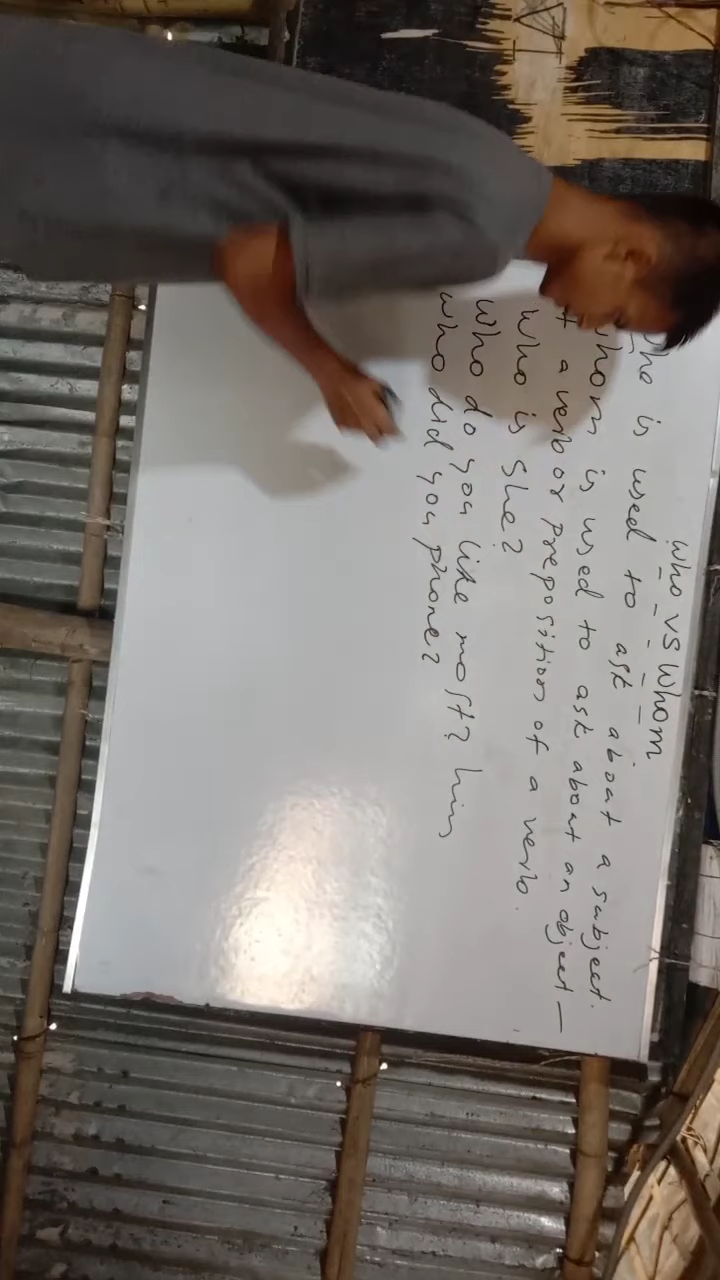 who vs whom
who is used to ask about a subject.
whom is used to ask about an object —
a verb or preposition of a verb.
who is she?
who do you like most? him
who did you phone?